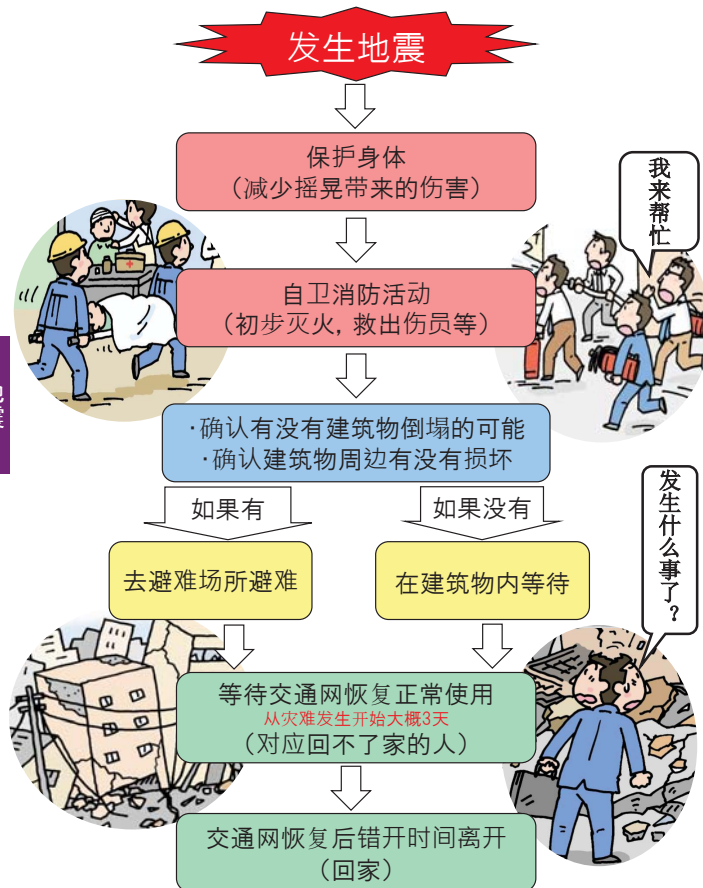 发生地震
保护身体
（减少摇晃带来的伤害）
我来帮忙
自卫消防活动
（初步灭火，救出伤员等）
·确认有没有建筑物倒塌的可能
·确认建筑物周边有没有损坏
如果有
如果没有
发生什么事了？
去避难场所避难
在建筑物内等待
等待交通网恢复正常使用
从灾难发生开始大概3天
（对应回不了家的人）
交通网恢复后错开时间离开
（回家）